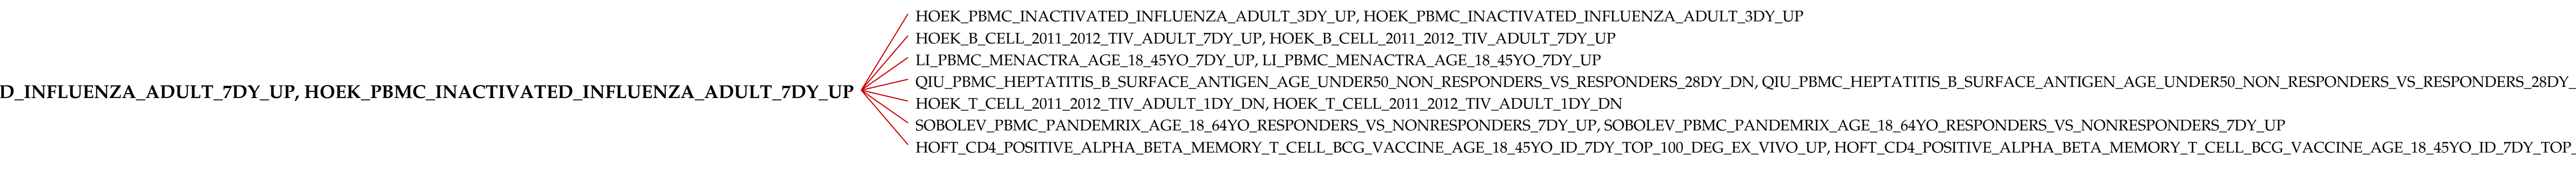 HOEK_PBMC_INACTIVATED_INFLUENZA_ADULT_3DY_UP, HOEK_PBMC_INACTIVATED_INFLUENZA_ADULT_3DY_UP
HOEK_B_CELL_2011_2012_TIV_ADULT_7DY_UP, HOEK_B_CELL_2011_2012_TIV_ADULT_7DY_UP
LI_PBMC_MENACTRA_AGE_18_45YO_7DY_UP, LI_PBMC_MENACTRA_AGE_18_45YO_7DY_UP
QIU_PBMC_HEPTATITIS_B_SURFACE_ANTIGEN_AGE_UNDER50_NON_RESPONDERS_VS_RESPONDERS_28DY_DN, QIU_PBMC_HEPTATITIS_B_SURFACE_ANTIGEN_AGE_UNDER50_NON_RESPONDERS_VS_RESPONDERS_28DY_
D_INFLUENZA_ADULT_7DY_UP, HOEK_PBMC_INACTIVATED_INFLUENZA_ADULT_7DY_UP
HOEK_T_CELL_2011_2012_TIV_ADULT_1DY_DN, HOEK_T_CELL_2011_2012_TIV_ADULT_1DY_DN
SOBOLEV_PBMC_PANDEMRIX_AGE_18_64YO_RESPONDERS_VS_NONRESPONDERS_7DY_UP, SOBOLEV_PBMC_PANDEMRIX_AGE_18_64YO_RESPONDERS_VS_NONRESPONDERS_7DY_UP
HOFT_CD4_POSITIVE_ALPHA_BETA_MEMORY_T_CELL_BCG_VACCINE_AGE_18_45YO_ID_7DY_TOP_100_DEG_EX_VIVO_UP, HOFT_CD4_POSITIVE_ALPHA_BETA_MEMORY_T_CELL_BCG_VACCINE_AGE_18_45YO_ID_7DY_TOP_